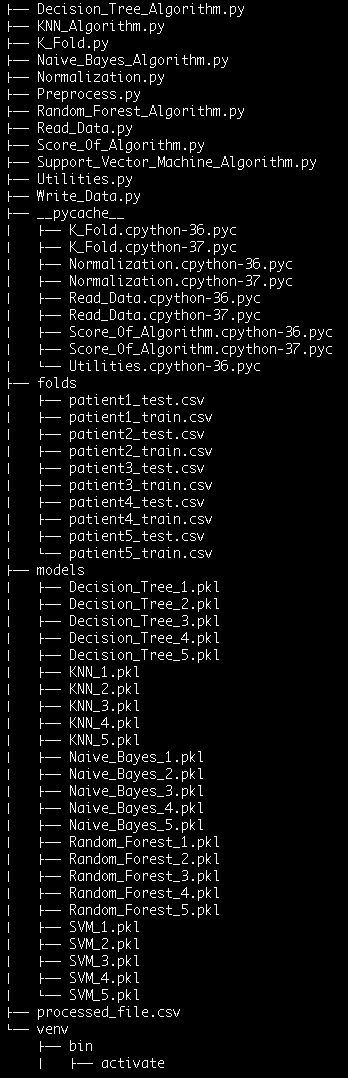 ├── Decision_Tree_Algorithm.py
├── KNN_Algorithm.py
├── K_Fold.py
├── Naive_Bayes_Algorithm.py
├── Normalization.py
├── Preprocess.py
├── Random_Forest_Algorithm.py
├── Read_Data.py
├── Score_Of_Algorithm.py
├── Support_Vector_Machine_Algorithm.py
├── Utilities.py
├── Write_Data.py
├── __pycache__
│   ├── K_Fold.cpython-36.pyc
│   ├── K_Fold.cpython-37.pyc
│   ├── Normalization.cpython-36.pyc
│   ├── Normalization.cpython-37.pyc
│   ├── Read_Data.cpython-36.pyc
│   ├── Read_Data.cpython-37.pyc
│   ├── Score_Of_Algorithm.cpython-36.pyc
│   ├── Score_Of_Algorithm.cpython-37.pyc
│   └── Utilities.cpython-36.pyc
├── folds
│   ├── patient1_test.csv
│   ├── patient1_train.csv
│   ├── patient2_test.csv
│   ├── patient2_train.csv
│   ├── patient3_test.csv
│   ├── patient3_train.csv
│   ├── patient4_test.csv
│   ├── patient4_train.csv
│   ├── patient5_test.csv
│   └── patient5_train.csv
├── models
│   ├── Decision_Tree_1.pkl
│   ├── Decision_Tree_2.pkl
│   ├── Decision_Tree_3.pkl
│   ├── Decision_Tree_4.pkl
│   ├── Decision_Tree_5.pkl
│   ├── KNN_1.pkl
│   ├── KNN_2.pkl
│   ├── KNN_3.pkl
│   ├── KNN_4.pkl
│   ├── KNN_5.pkl
│   ├── Naive_Bayes_1.pkl
│   ├── Naive_Bayes_2.pkl
│   ├── Naive_Bayes_3.pkl
│   ├── Naive_Bayes_4.pkl
│   ├── Naive_Bayes_5.pkl
│   ├── Random_Forest_1.pkl
│   ├── Random_Forest_2.pkl
│   ├── Random_Forest_3.pkl
│   ├── Random_Forest_4.pkl
│   ├── Random_Forest_5.pkl
│   ├── SVM_1.pkl
│   ├── SVM_2.pkl
│   ├── SVM_3.pkl
│   ├── SVM_4.pkl
│   └── SVM_5.pkl
├── processed_file.csv
└── venv
    ├── bin
    │   ├── activate